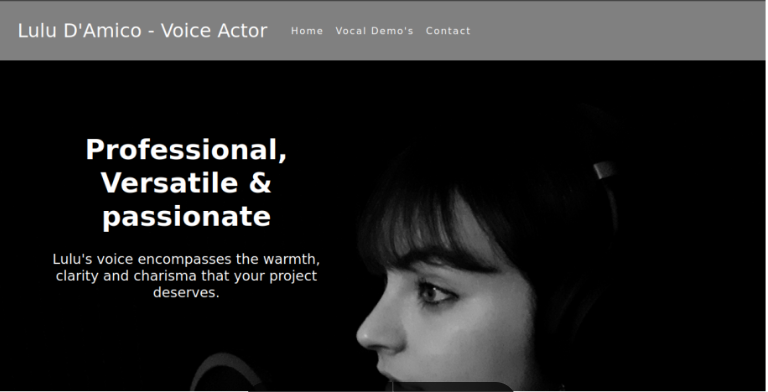 Lulu D'Amico - Voice Actor Home Vocal Demo's Contact
Professional,
Versatile &
passionate
Lulu's voice encompasses the warmth,
clarity and charisma that your project
deserves.